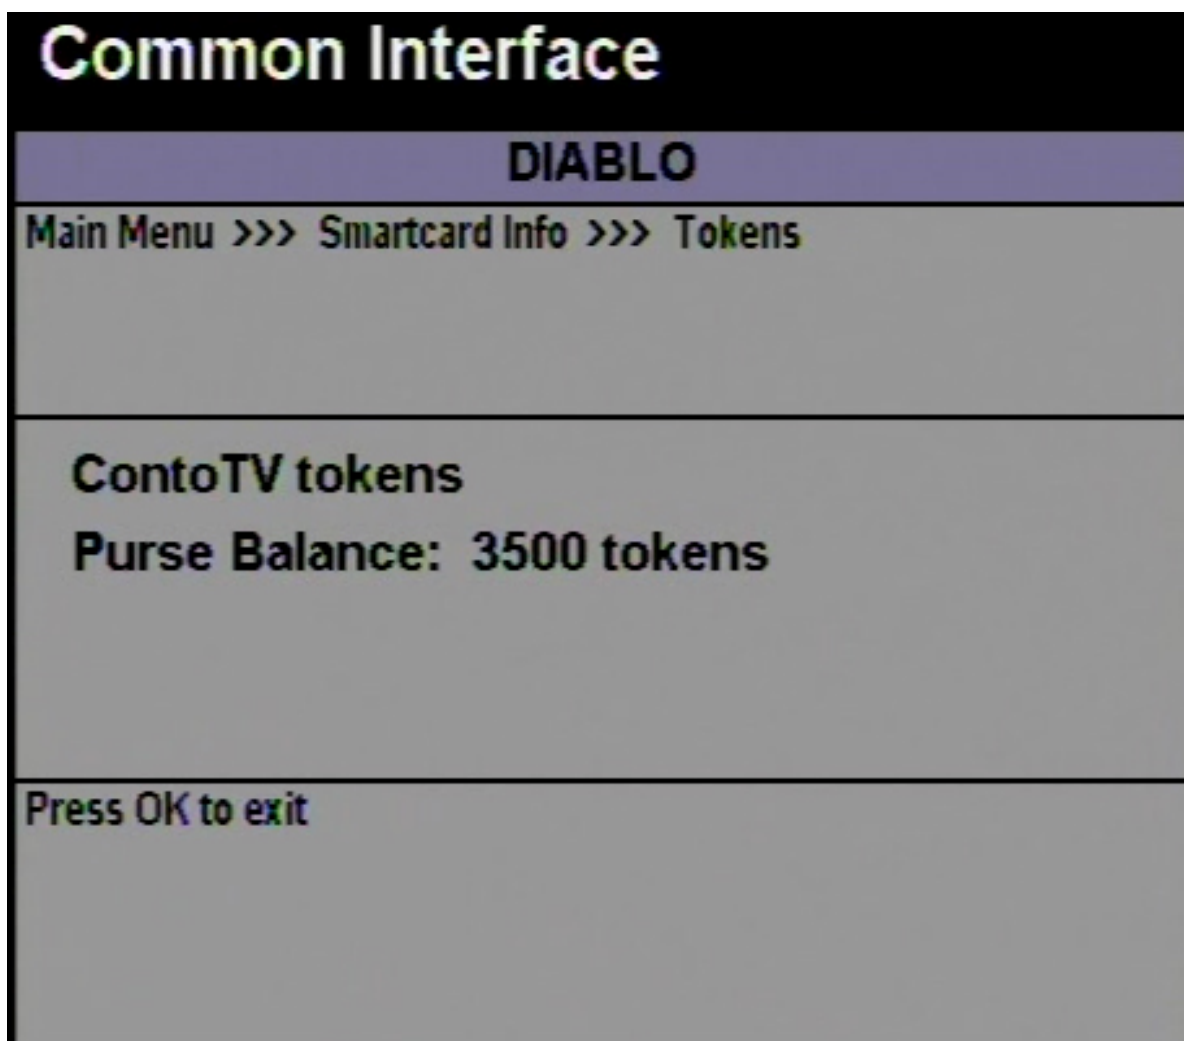 Common Interface
DIABLO
Main Menu >>> Smartcard Info >>> Tokens
ContoTV tokens
Purse Balance: 3500 tokens
Press OK to exit